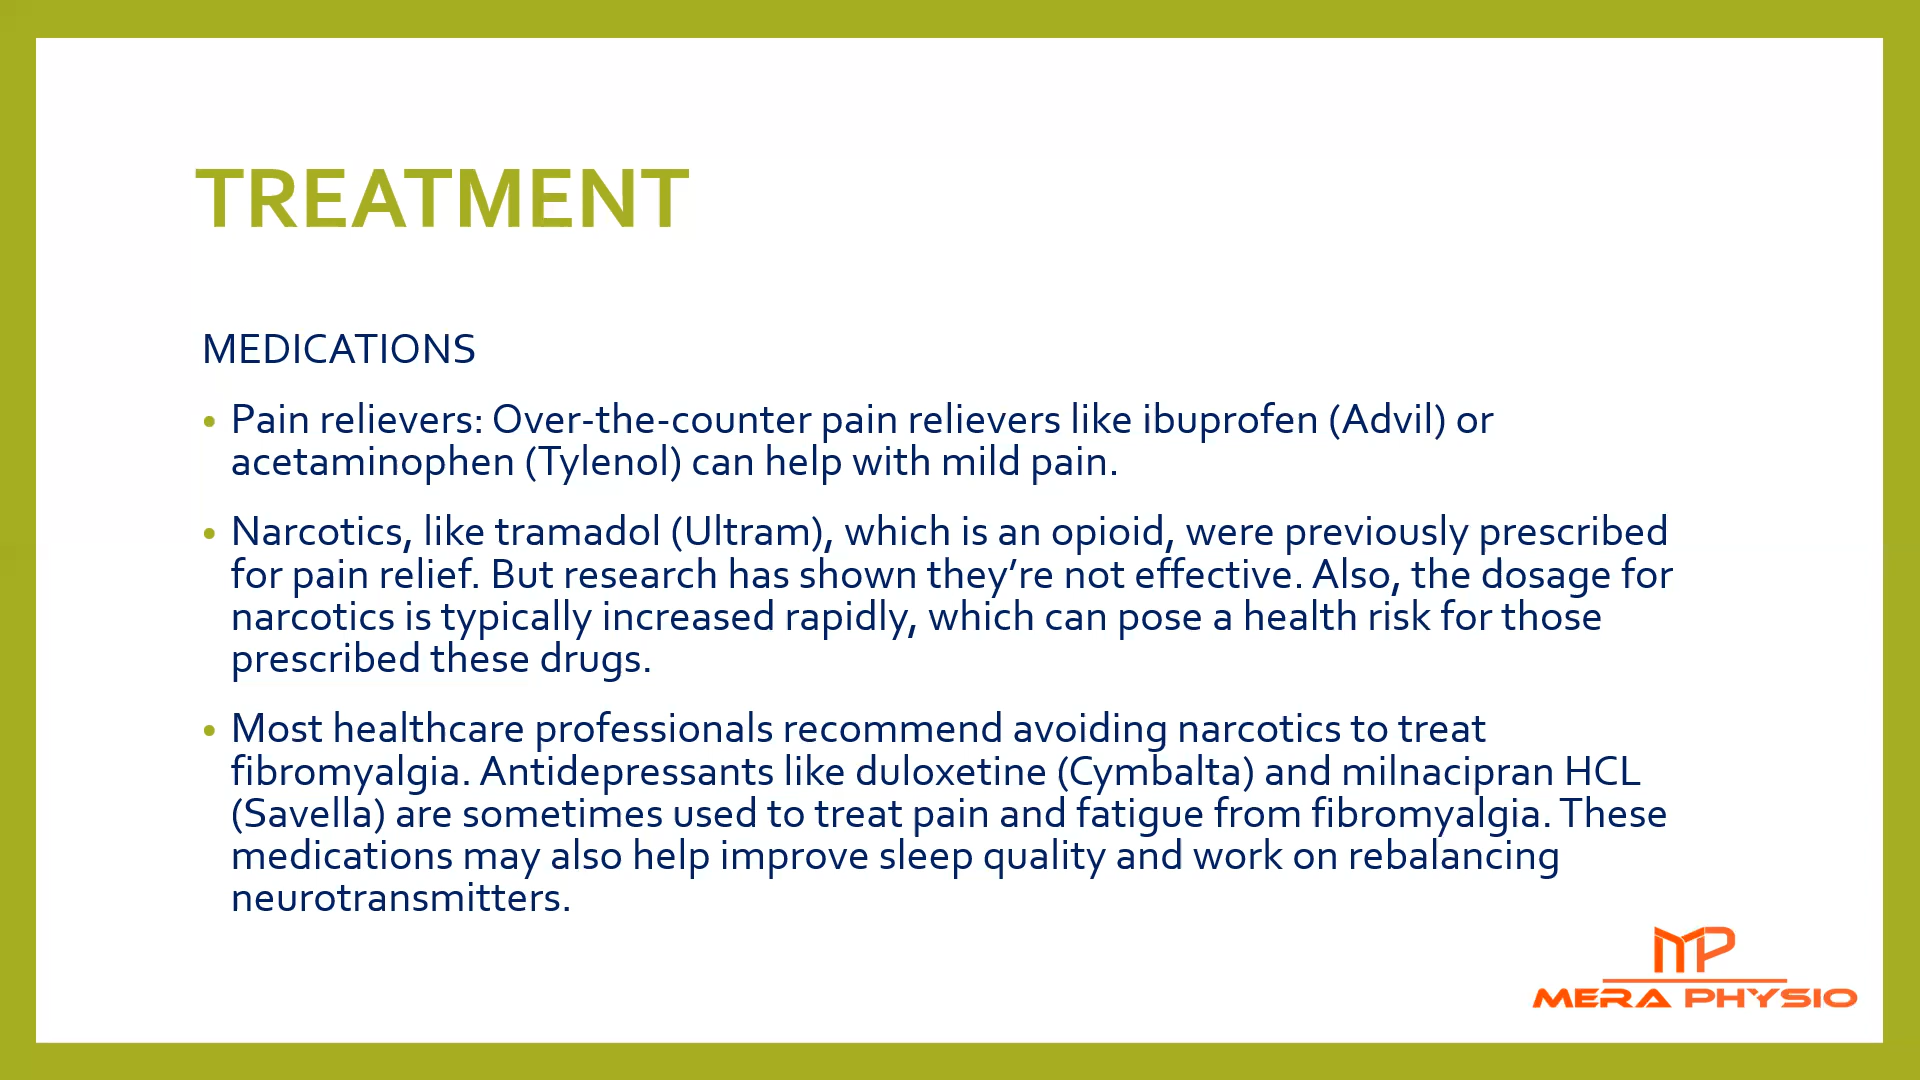 TREATMENT
MEDICATIONS
• Pain relievers: Over-the-counter pain relievers like ibuprofen (Advil) or
acetaminophen (Tylenol) can help with mild pain.
• Narcotics, like tramadol (Ultram), which is an opioid, were previously prescribed
for pain relief. But research has shown they’re not effective. Also, the dosage for
narcotics is typically increased rapidly, which can pose a health risk for those
prescribed these drugs.
• Most healthcare professionals recommend avoiding narcotics to treat
fibromyalgia. Antidepressants like duloxetine (Cymbalta) and milnacipran HCL
(Savella) are sometimes used to treat pain and fatigue from fibromyalgia. These
medications may also help improve sleep quality and work on rebalancing
neurotransmitters.
MP
MERA PHYSIO